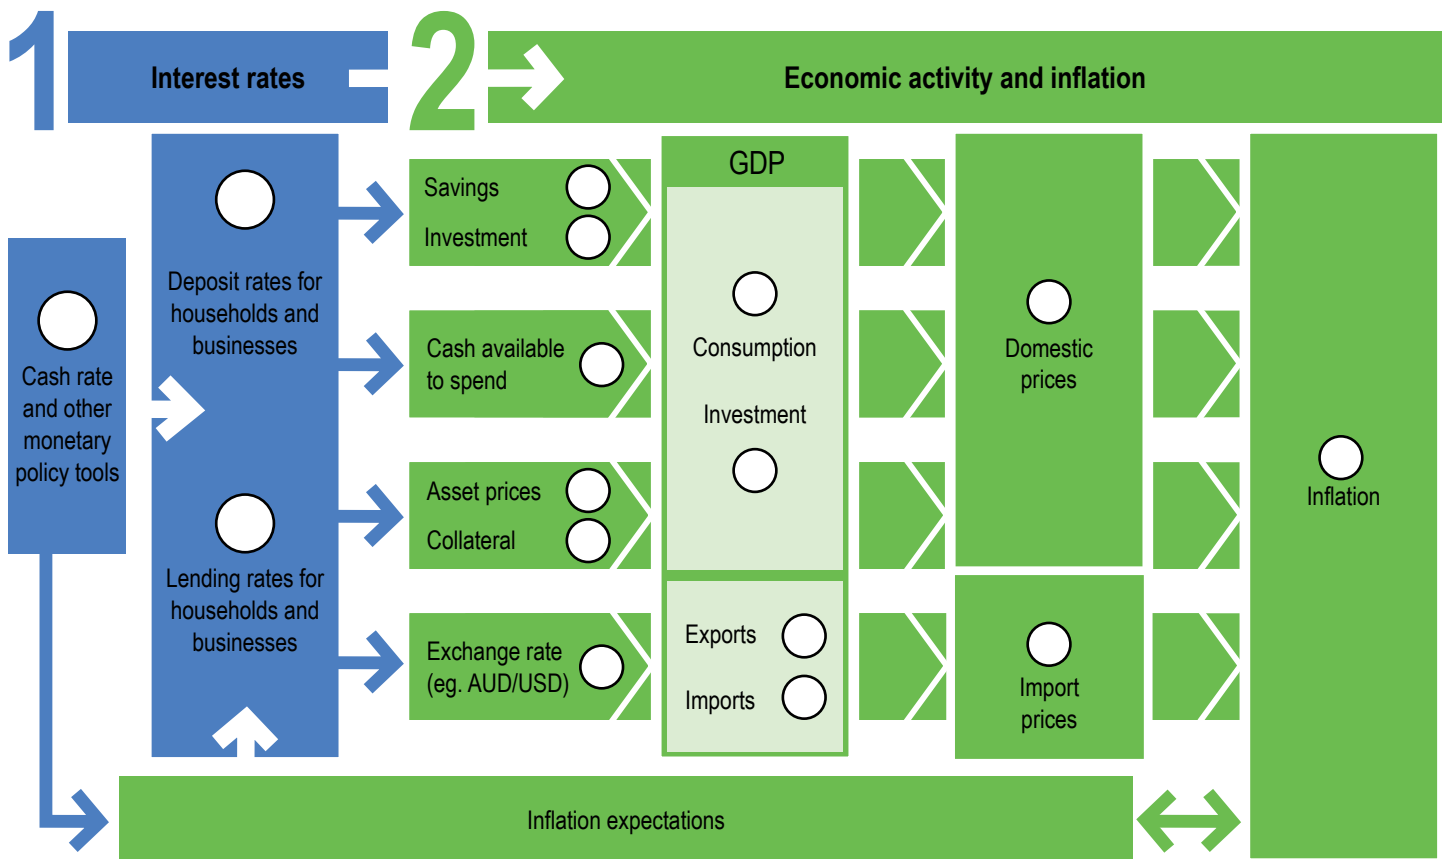 1
Interest rates
2
Economic activity and inflation
Cash rate
and other
monetary
policy tools
Deposit rates for
households and
businesses
Lending rates for
households and
businesses
Savings
Investment
Cash available
to spend
Asset prices
Collateral
Exchange rate
(eg. AUD/USD)
GDP
Consumption
Investment
Exports
Imports
Domestic
prices
Import
prices
Inflation
Inflation expectations